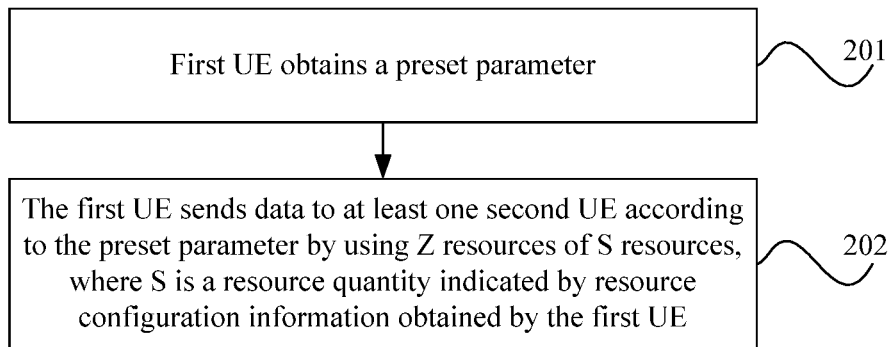 First UE obtains a preset parameter
201
The first UE sends data to at least one second UE according
to the preset parameter by using Z resources of S resources,
where S is a resource quantity indicated by resource
configuration information obtained by the first UE
202